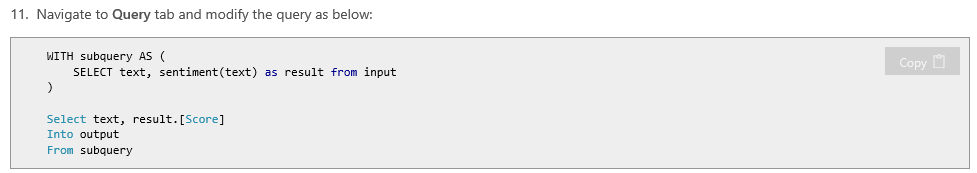 11. Navigate to Query tab and modify the query as below:
WITH subquery AS (
    SELECT text, sentiment(text) as result from input
)
Copy
Select text, result.[Score]
Into output
From subquery